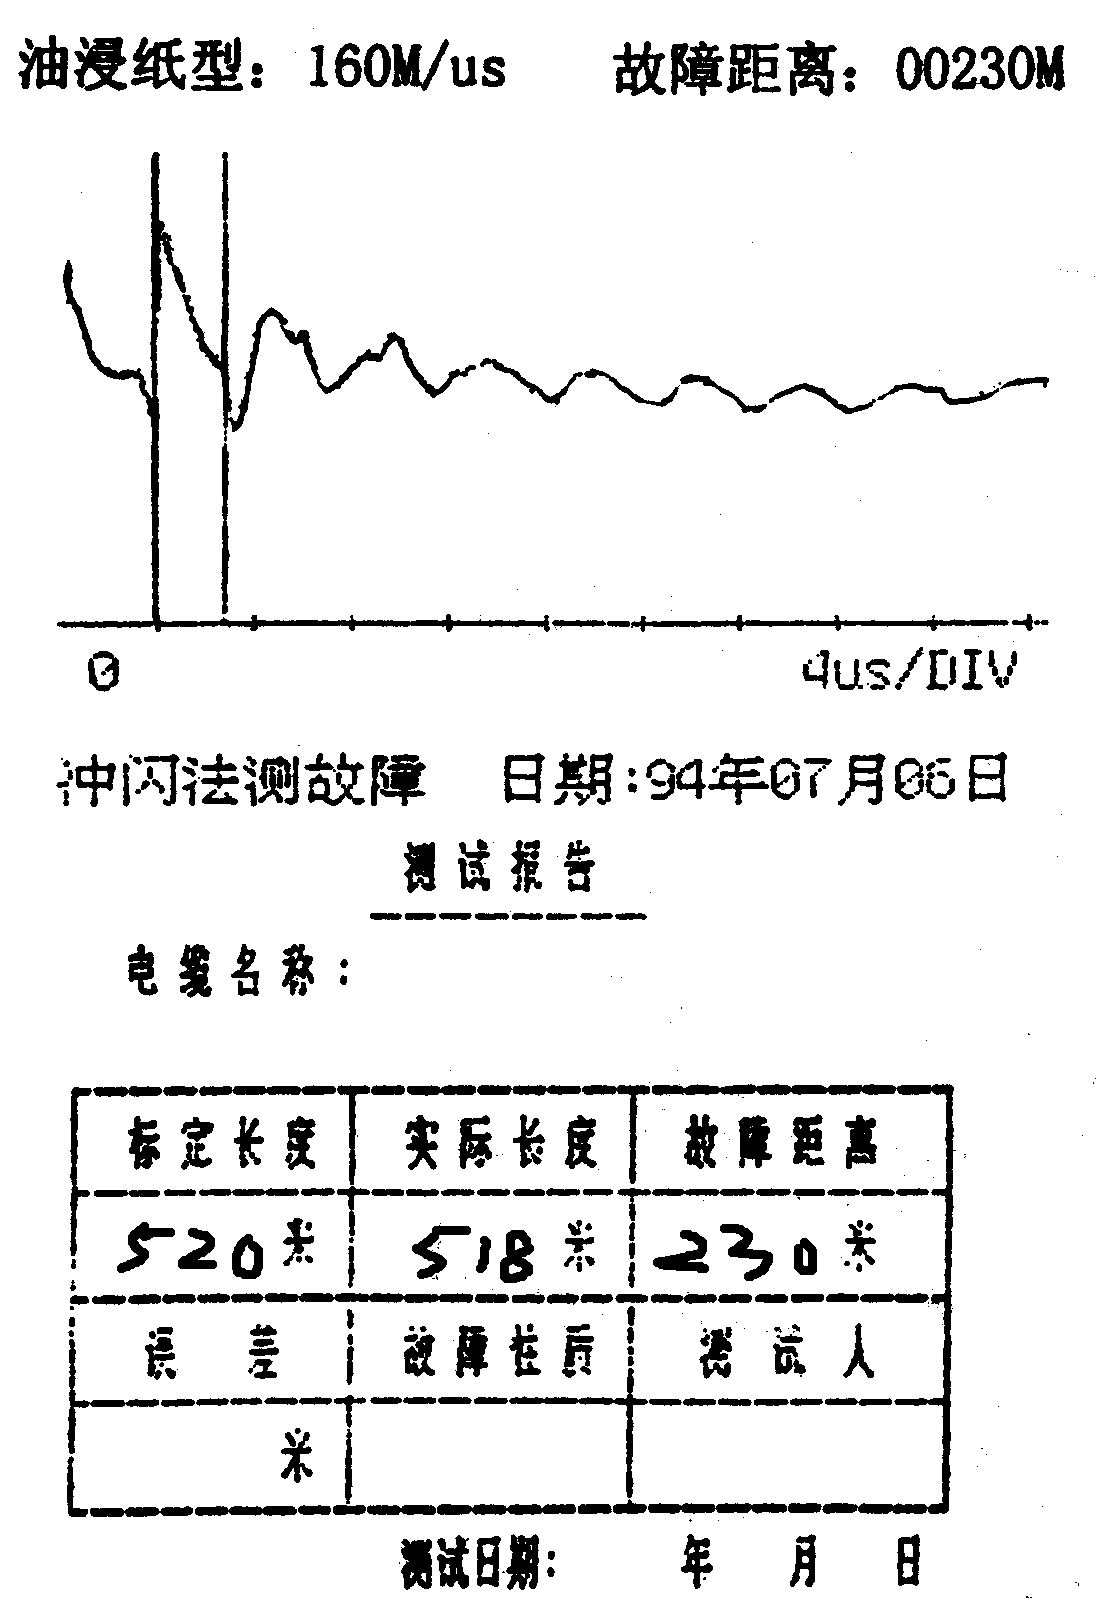 油浸纸型：160M/us 故障距离：00230M
0 4us/DIV
冲闪法测故障 日期:94年07月06日
测试报告
电缆名称：
标定长度 实际长度 故障距离
520米 518米 230米
误差 故障性质 测试人
米
测试日期： 年 月 日